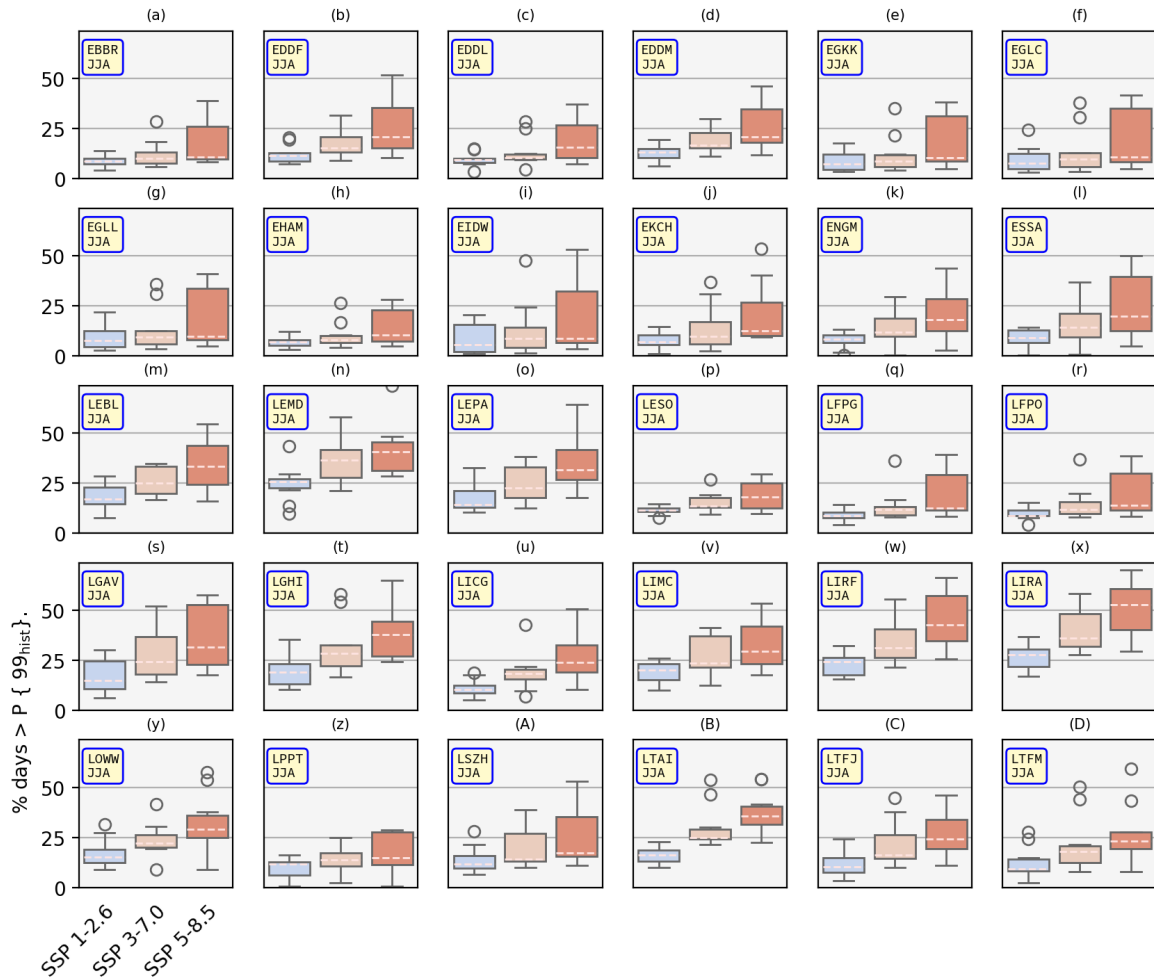 (a) (b) (c) (d) (e) (f)
EBBR JJA EDDF JJA EDDL JJA EDDM JJA EGKK JJA EGLC JJA
50
25
0
(g) (h) (i) (j) (k) (l)
EGLL JJA EHAM JJA EIDW JJA EKCH JJA ENGM JJA ESSA JJA
50
25
0
(m) (n) (o) (p) (q) (r)
LEBL JJA LEMD JJA LEPA JJA LESO JJA LFPG JJA LFPO JJA
50
25
0
(s) (t) (u) (v) (w) (x)
LGAV JJA LGHI JJA LICG JJA LIMC JJA LIRF JJA LIRA JJA
50
25
0
(y) (z) (A) (B) (C) (D)
LOWW JJA LPPT JJA LSZH JJA LTAI JJA LTFJ JJA LTFM JJA
50
25
0
% days > P { 99hist}.
SSP 1-2.6 SSP 3-7.0 SSP 5-8.5